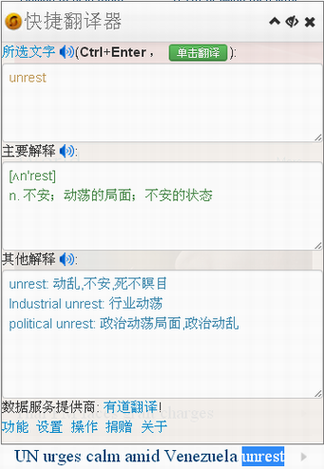 快捷翻译器
所选文字 (Ctrl+Enter， 单击翻译 ):
unrest
主要解释 :
[ʌn'rest]
n. 不安；动荡的局面；不安的状态
其他解释 :
unrest: 动乱,不安,死不瞑目
Industrial unrest: 行业动荡
political unrest: 政治动荡局面,政治动乱
数据服务提供商: 有道翻译!
功能 设置 操作 捐赠 关于
UN urges calm amid Venezuela unrest